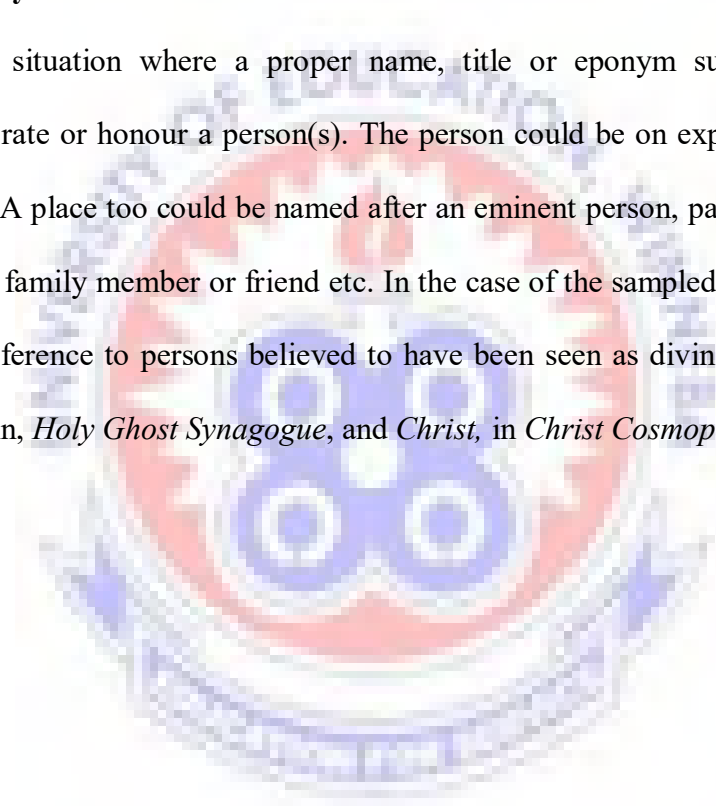 situation where a proper name, title or eponym su
rate or honour a person(s). The person could be on exp
A place too could be named after an eminent person, pa
family member or friend etc. In the case of the sampled
ference to persons believed to have been seen as divin
n, Holy Ghost Synagogue, and Christ, in Christ Cosmop
UNIVERSITY OF EDUCATION